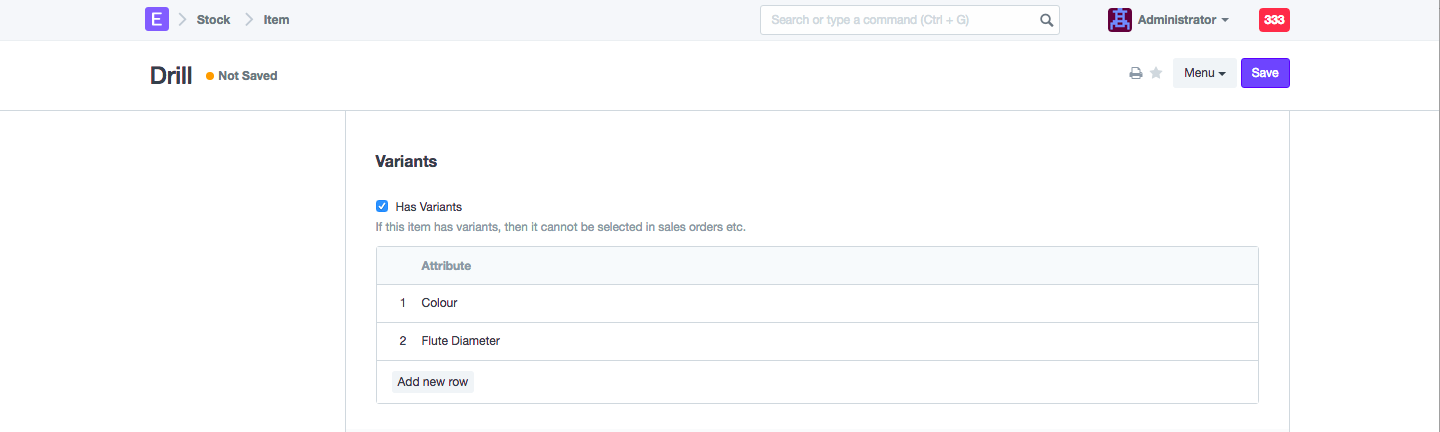 E Stock Item Search or type a command (Ctrl + G) Administrator 333
Drill Not Saved Menu Save
Variants
Has Variants
If this item has variants, then it cannot be selected in sales orders etc.
Attribute
1 Colour
2 Flute Diameter
Add new row